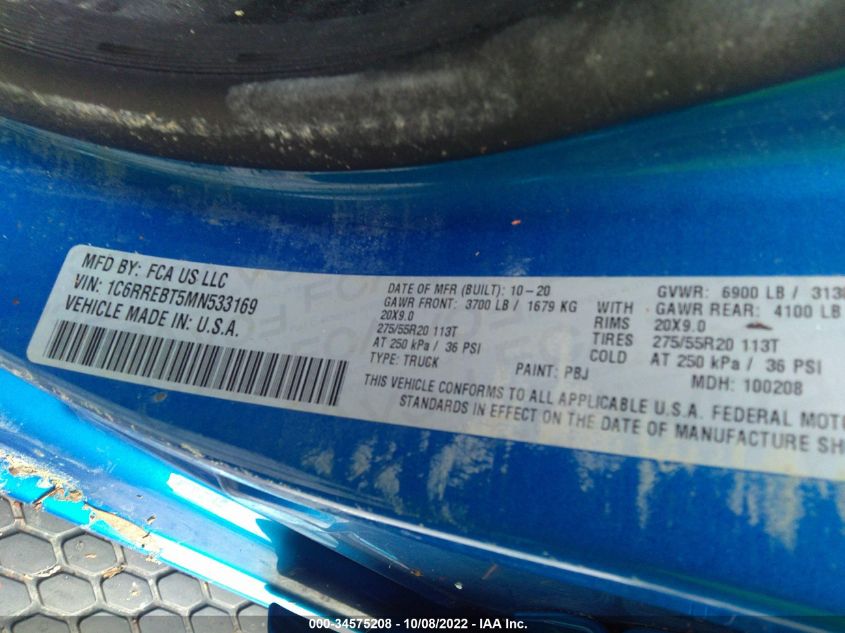 MFD BY: FCA US LLC
VIN: 1C6RREBT5MN533169
VEHICLE MADE IN: U.S.A.
DATE OF MFR (BUILT): 10-20
GAWR FRONT: 3700 LB / 1679 KG
20X9.0
275/55R20 113T
AT 250 kPa / 36 PSI
TYPE: TRUCK
PAINT: PBJ
WITH
RIMS
TIRES
COLD
GVWR: 6900 LB / 313
GAWR REAR: 4100 LB
20X9.0
275/55R20 113T
AT 250 kPa / 36 PSI
MDH: 100208
THIS VEHICLE CONFORMS TO ALL APPLICABLE U.S.A. FEDERAL MOTO
STANDARDS IN EFFECT ON THE DATE OF MANUFACTURE SH
000-34575208 - 10/08/2022 - IAA Inc.